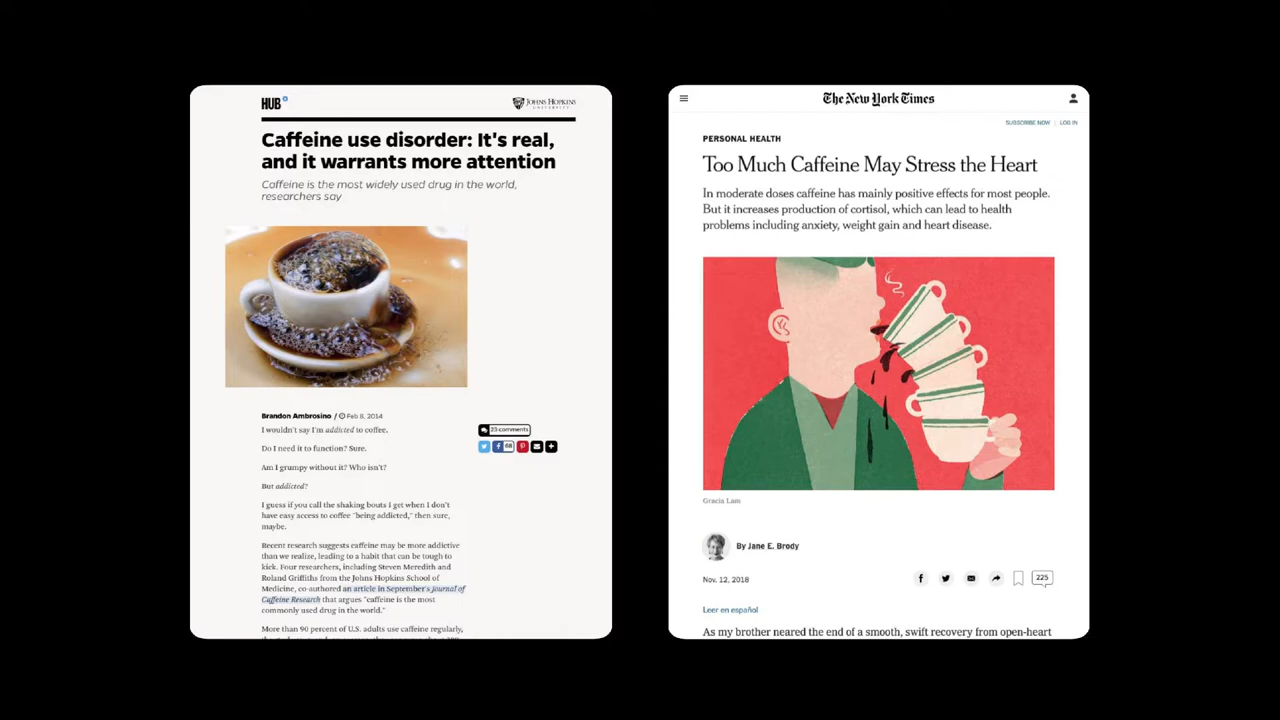 HUB
JOHNS HOPKINS
UNIVERSITY
Caffeine use disorder: It's real,
and it warrants more attention
Caffeine is the most widely used drug in the world,
researchers say
Brandon Ambrosino / Feb 8, 2014
I wouldn't say I'm addicted to coffee.
23 comments
Do I need it to function? Sure.
68
Am I grumpy without it? Who isn't?
But addicted?
I guess if you call the shaking bouts I get when I don't
have easy access to coffee "being addicted," then sure,
maybe.
Recent research suggests caffeine may be more addictive
than we realize, leading to a habit that can be tough to
kick. Four researchers, including Steven Meredith and
Roland Griffiths from the Johns Hopkins School of
Medicine, co-authored an article in September's Journal of
Caffeine Research that argues "caffeine is the most
commonly used drug in the world."
More than 90 percent of U.S. adults use caffeine regularly,
The New York Times
SUBSCRIBE NOW | LOG IN
PERSONAL HEALTH
Too Much Caffeine May Stress the Heart
In moderate doses caffeine has mainly positive effects for most people.
But it increases production of cortisol, which can lead to health
problems including anxiety, weight gain and heart disease.
Gracia Lam
By Jane E. Brody
Nov. 12, 2018
225
Leer en español
As my brother neared the end of a smooth, swift recovery from open-heart